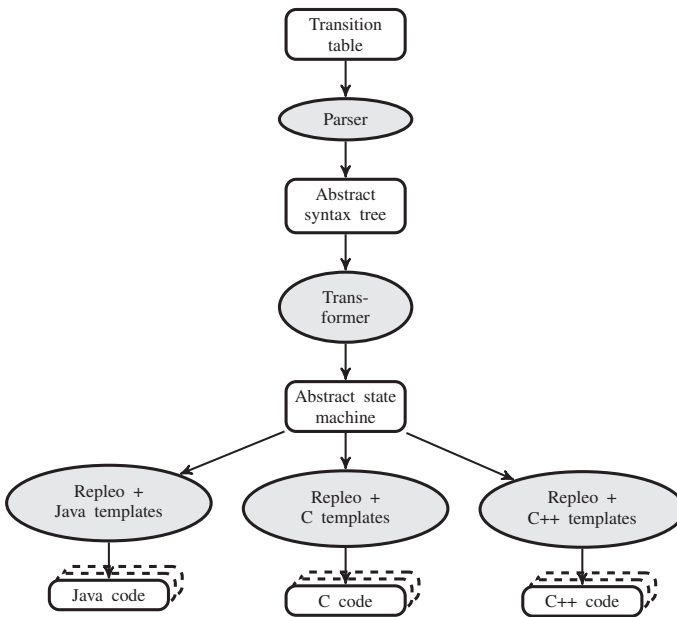 Transition
table
Parser
Abstract
syntax tree
Trans-
former
Abstract state
machine
Repleo +
Java templates
Repleo +
C templates
Repleo +
C++ templates
Java code
C code
C++ code